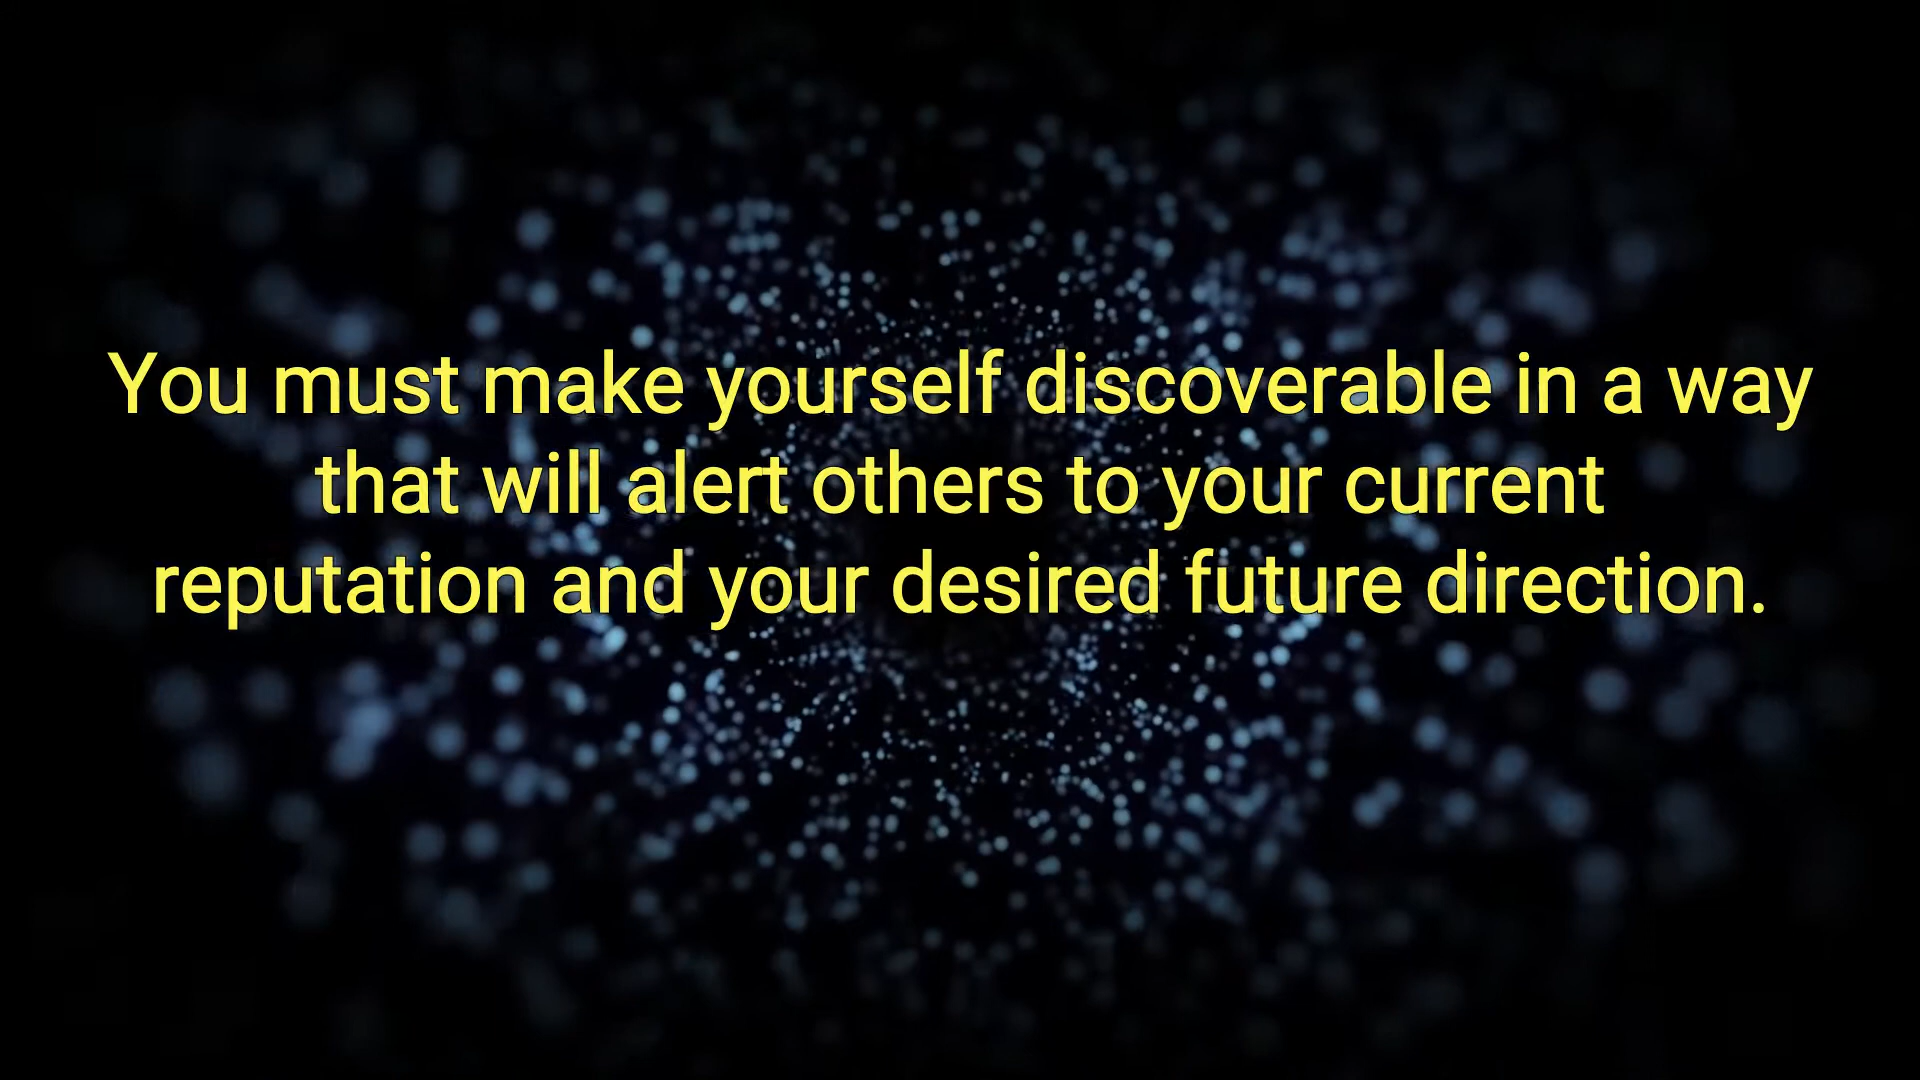 You must make yourself discoverable in a way
that will alert others to your current
reputation and your desired future direction.